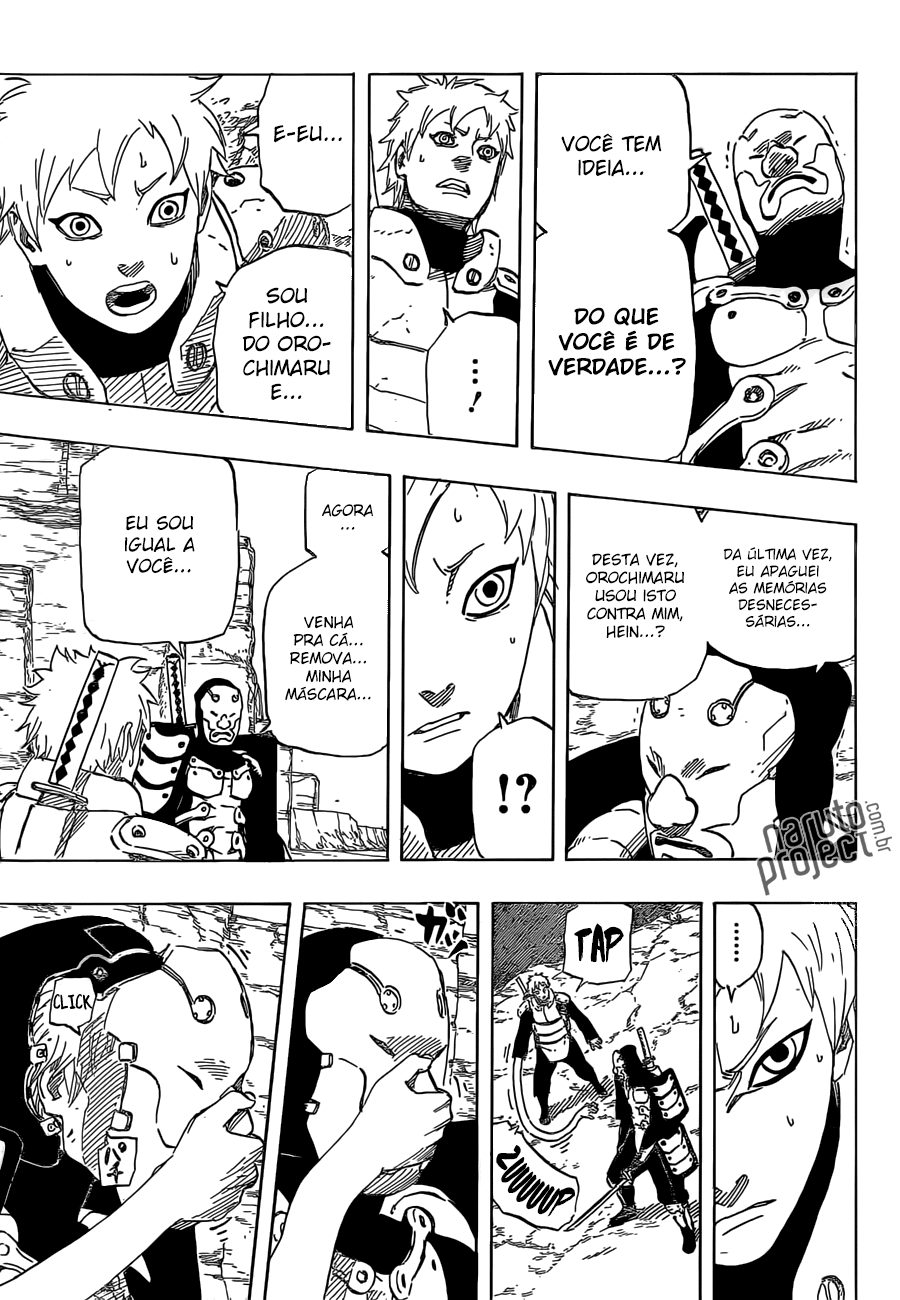 VOCÊ TEM
IDEIA...
DO QUE
VOCÊ É DE
VERDADE...?
...!
E-EU...
SOU
FILHO...
DO ORO-
CHIMARU
E...
DA ÚLTIMA VEZ,
EU APAGUEI
AS MEMÓRIAS
DESNECES-
SÁRIAS...
DESTA VEZ,
OROCHIMARU
USOU ISTO
CONTRA MIM,
HEIN...?
!?
AGORA
...
VENHA
PRA CÁ...
REMOVA...
MINHA
MÁSCARA...
EU SOU
IGUAL A
VOCÊ...
naruto
project
.com.br
......
TAP
ZUUUUUP
CLICK
パチ